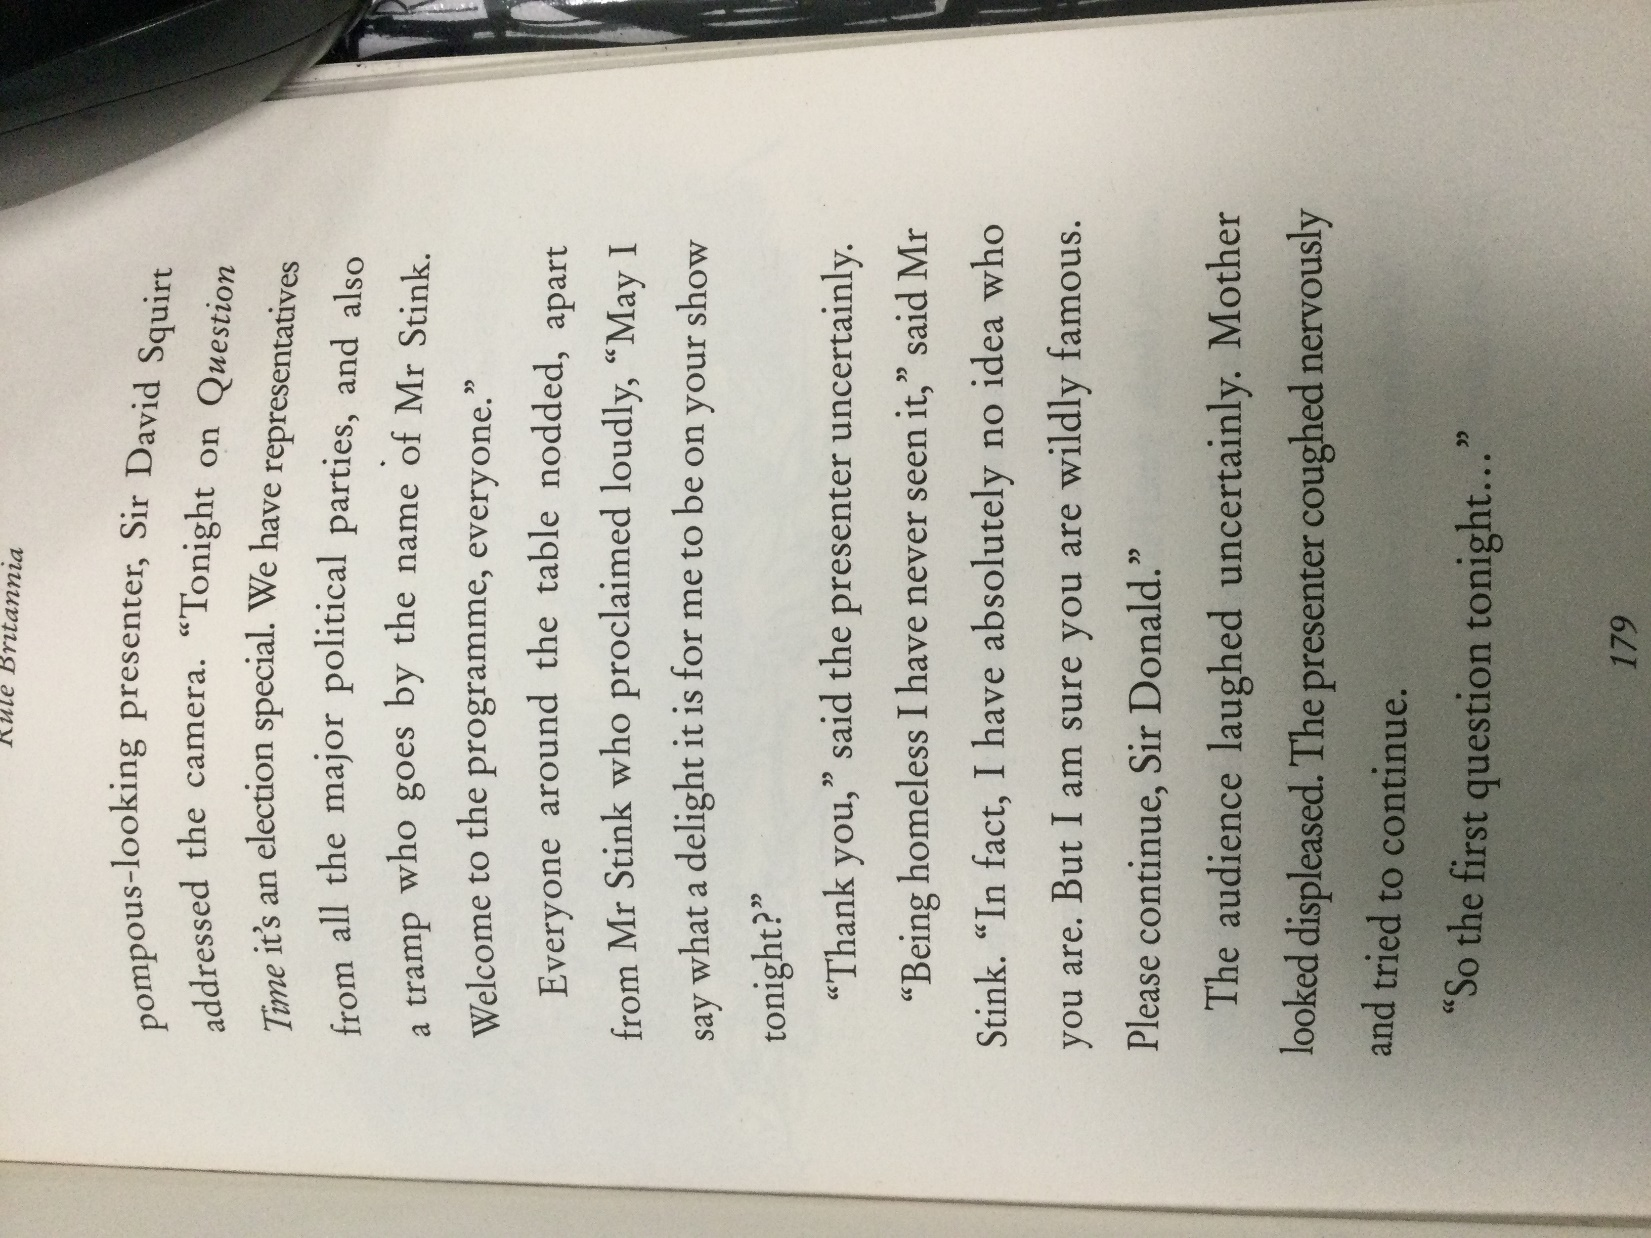 Rule Britannia
pompous-looking presenter, Sir David Squirt
addressed the camera. “Tonight on Question
Time it’s an election special. We have representatives
from all the major political parties, and also
a tramp who goes by the name of Mr Stink.
Welcome to the programme, everyone.”
Everyone around the table nodded, apart
from Mr Stink who proclaimed loudly, “May I
say what a delight it is for me to be on your show
tonight?”
“Thank you,” said the presenter uncertainly.
“Being homeless I have never seen it,” said Mr
Stink. “In fact, I have absolutely no idea who
you are. But I am sure you are wildly famous.
Please continue, Sir Donald.”
The audience laughed uncertainly. Mother
looked displeased. The presenter coughed nervously
and tried to continue.
“So the first question tonight…”
179